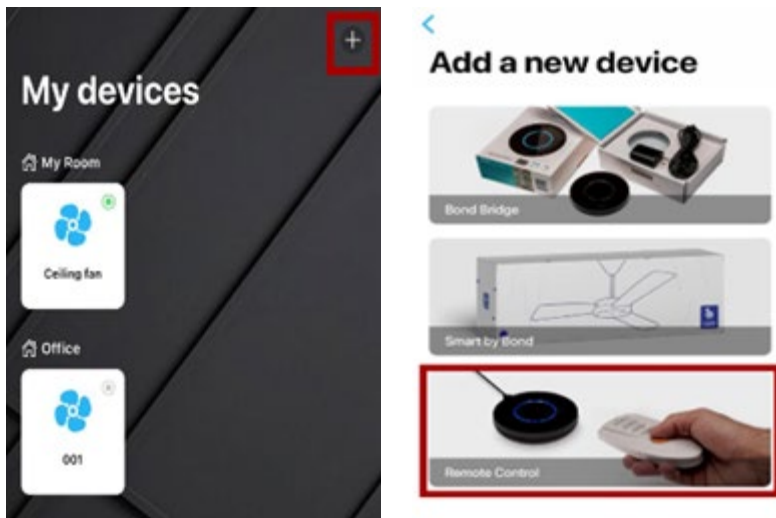 My devices
My Room
Ceiling fan
Office
001
Add a new device
Bond Bridge
Smart by Bond
Remote Control